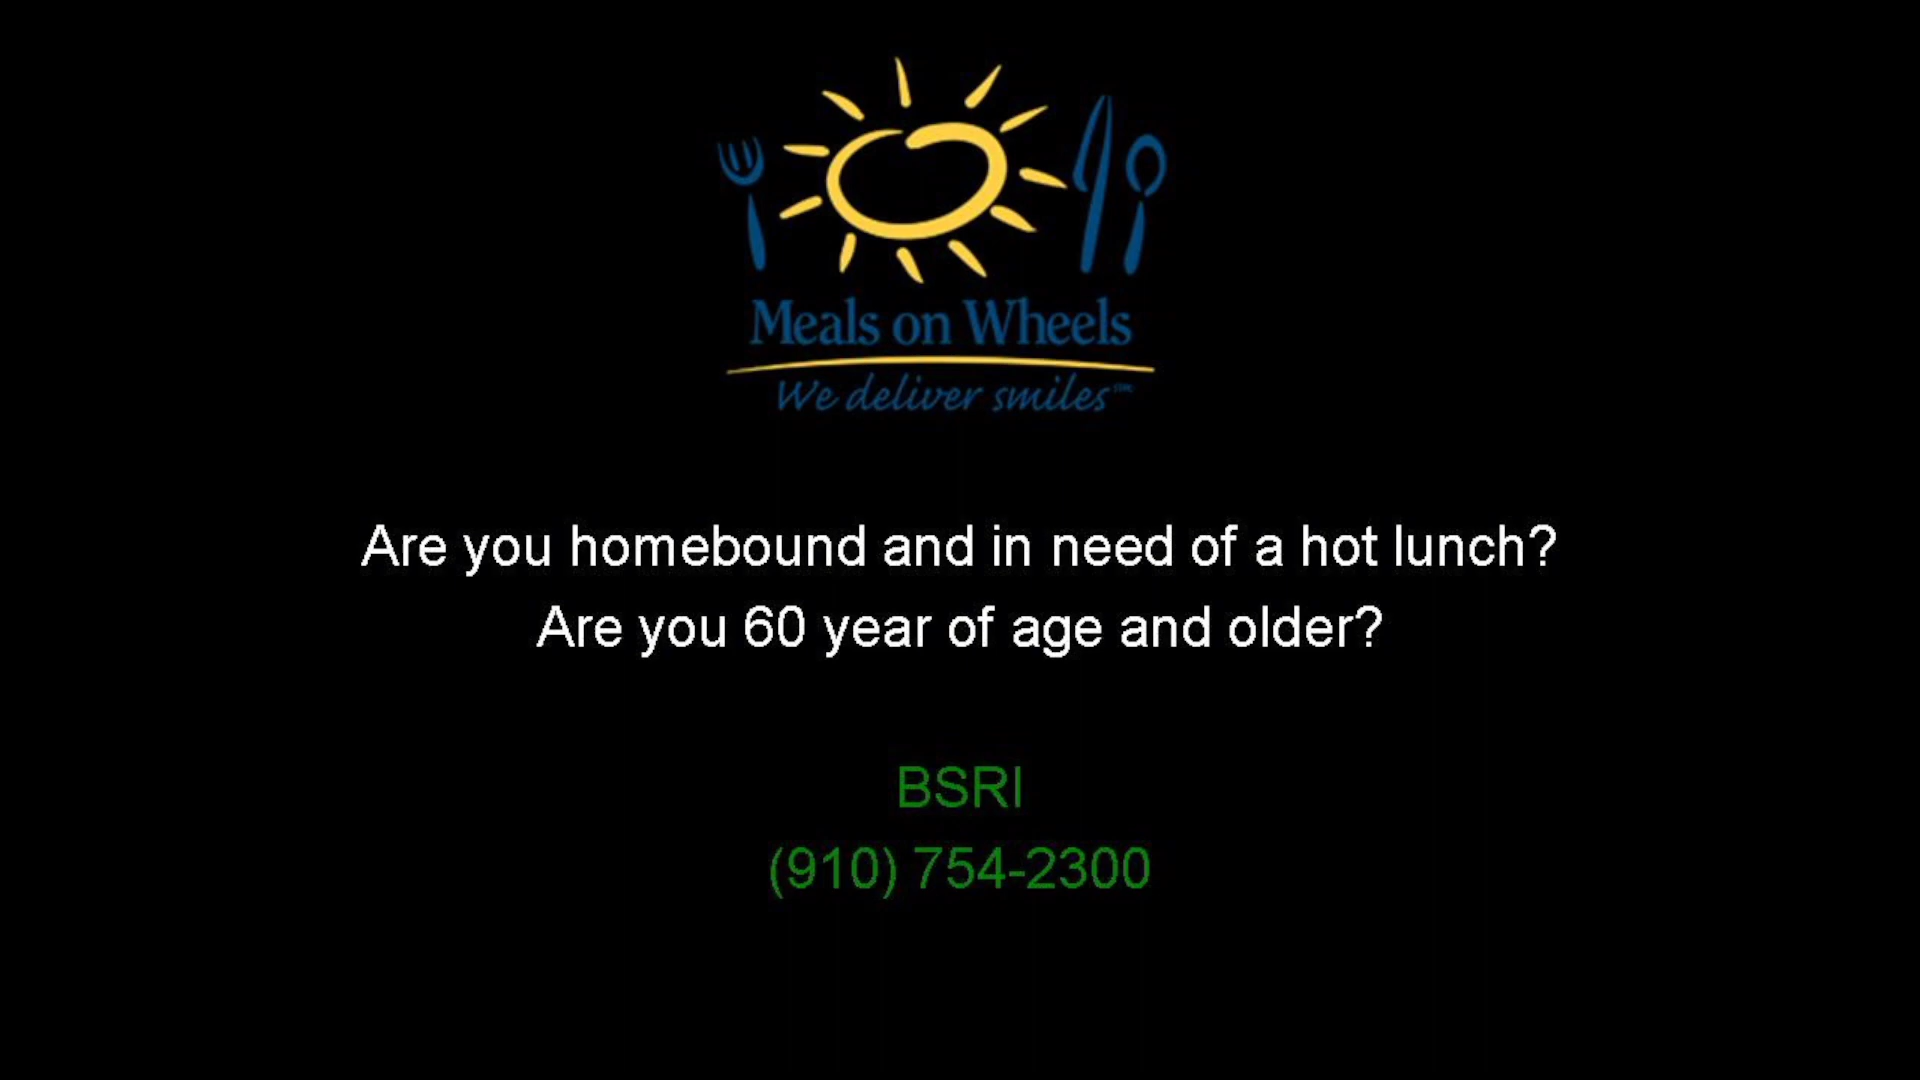 Meals on Wheels
We deliver smiles℠
Are you homebound and in need of a hot lunch?
Are you 60 year of age and older?
BSRI
(910) 754-2300